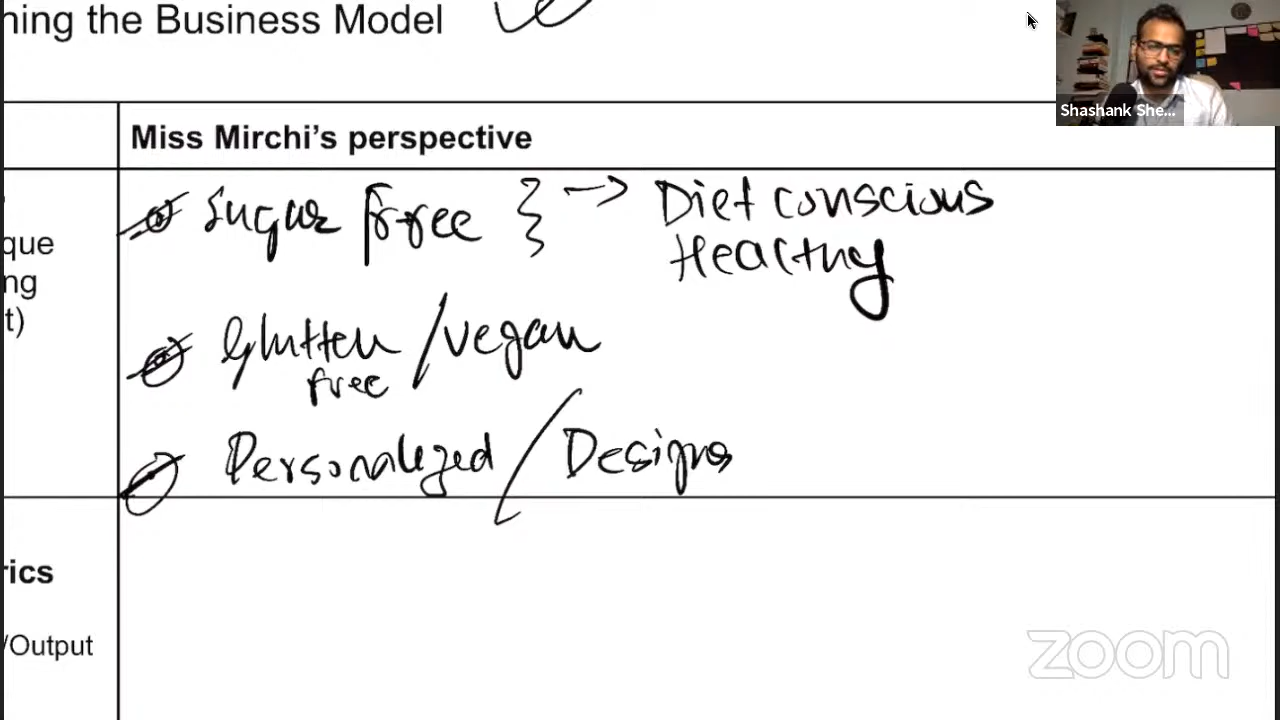 ning the Business Model
Shashank She...
Miss Mirchi's perspective
Sugar free } → Diet conscious
Healthy
que
ng
t)
Glutten / vegan
free
Personalized / Designs
rics
/Output
zoom